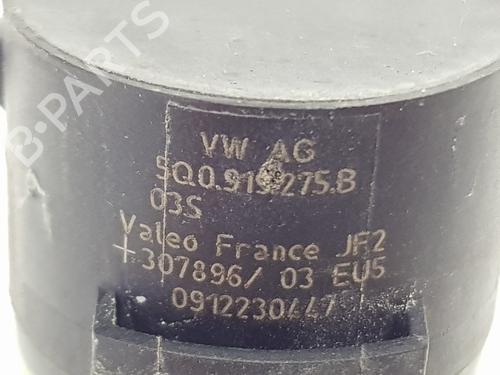 B-PARTS
VW AG
5Q0.919.275.B
03S
Valeo France JF2
+307896/ 03 EU5
0912230447